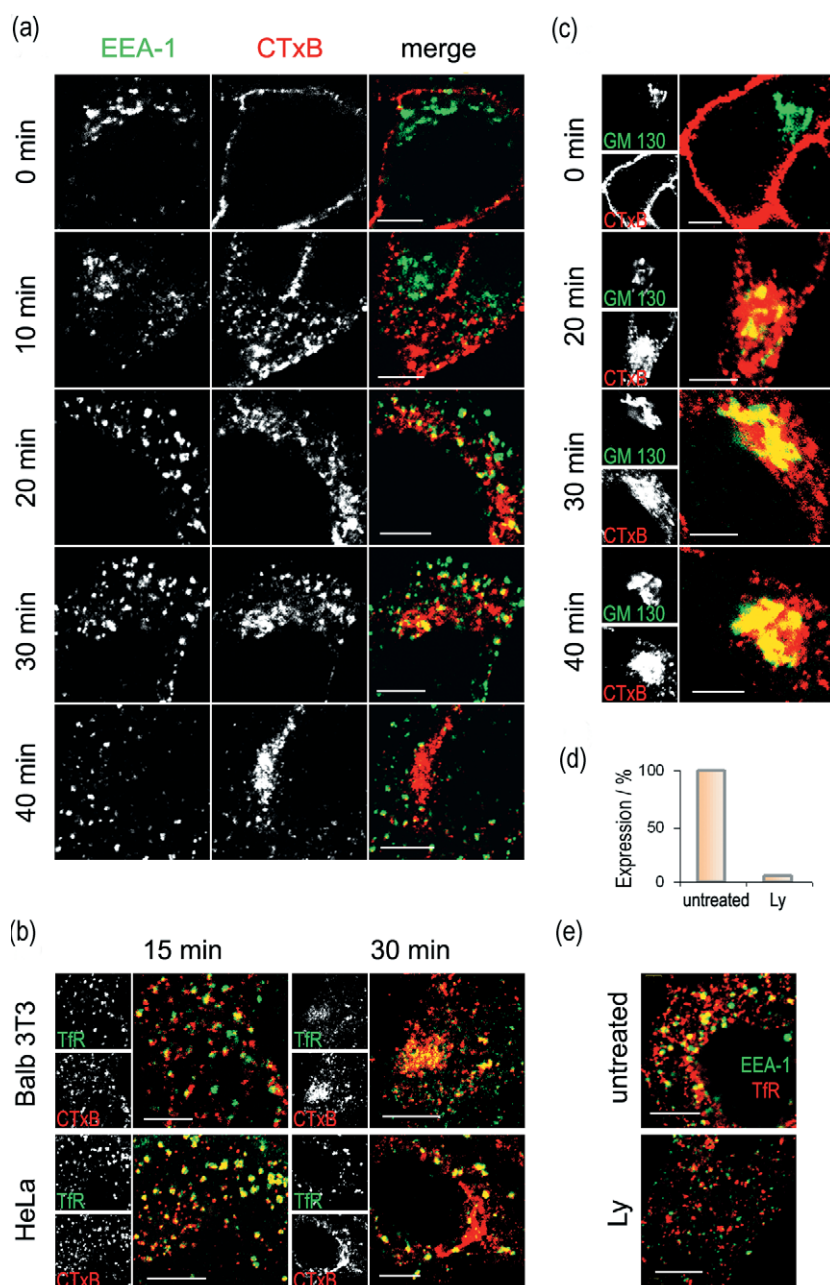 (a)
EEA-1 CTxB merge
0 min
10 min
20 min
30 min
40 min
(b)
15 min 30 min
Balb 3T3
TfR
CTxB
TfR
CTxB
HeLa
TfR
CTxB
TfR
CTxB
(c)
0 min
GM 130
CTxB
20 min
GM 130
CTxB
30 min
GM 130
CTxB
40 min
GM 130
CTxB
(d)
Expression / %
100
50
0
untreated Ly
(e)
untreated
EEA-1
TfR
Ly